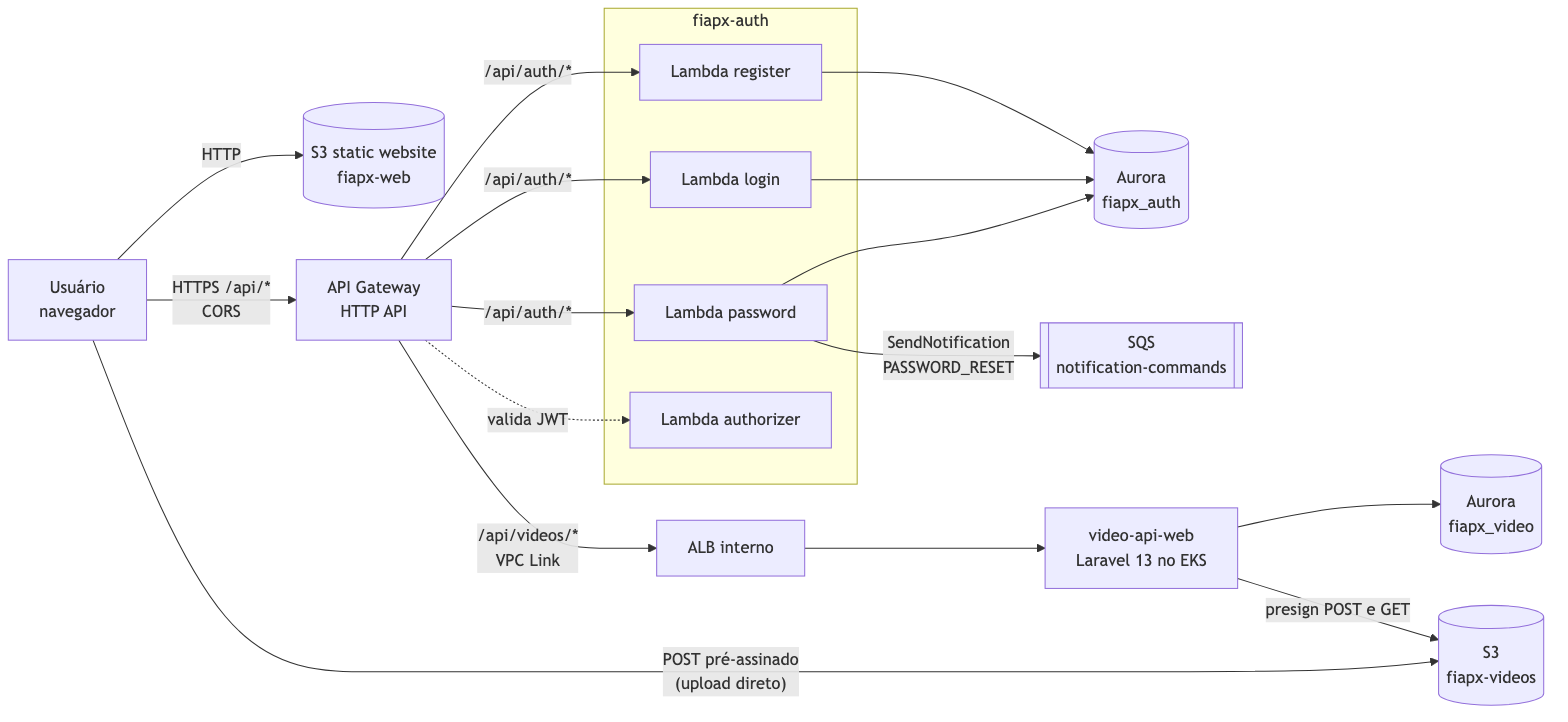 fiapx-auth
/api/auth/*
Lambda register
HTTP
S3 static website
fiapx-web
/api/auth/*
Lambda login
Aurora
fiapx_auth
Usuário
navegador
HTTPS /api/*
CORS
API Gateway
HTTP API
/api/auth/*
Lambda password
SendNotification
PASSWORD_RESET
SQS
notification-commands
valida JWT
Lambda authorizer
/api/videos/*
VPC Link
ALB interno
video-api-web
Laravel 13 no EKS
Aurora
fiapx_video
presign POST e GET
POST pré-assinado
(upload direto)
S3
fiapx-videos